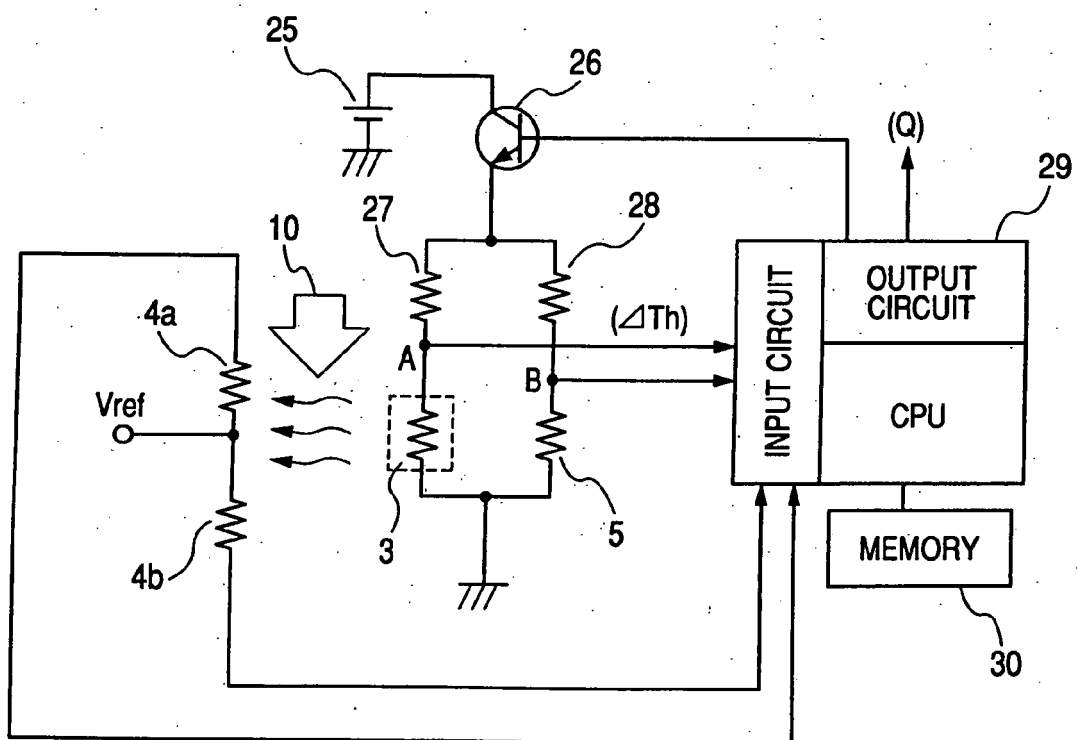 25
26
(Q)
29
27
28
10
4a
(⊿Th)
INPUT CIRCUIT
OUTPUT
CIRCUIT
A
B
Vref
CPU
3
5
4b
MEMORY
30